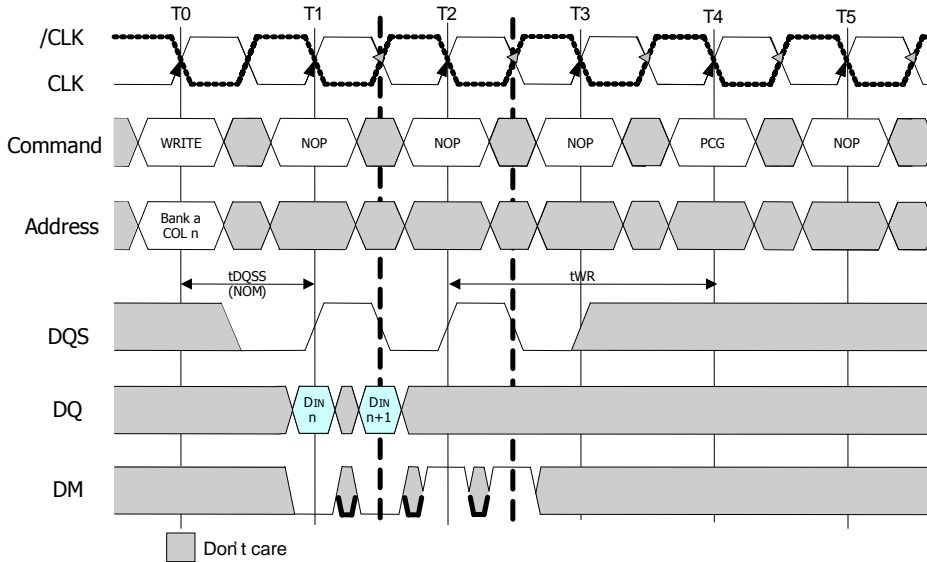 T0 T1 T2 T3 T4 T5
/CLK
CLK
Command WRITE NOP NOP NOP PCG NOP
Address Bank a
COL n
tDQSS
(NOM)
tWR
DQS
DQ DIN
n
DIN
n+1
DM
Don't care